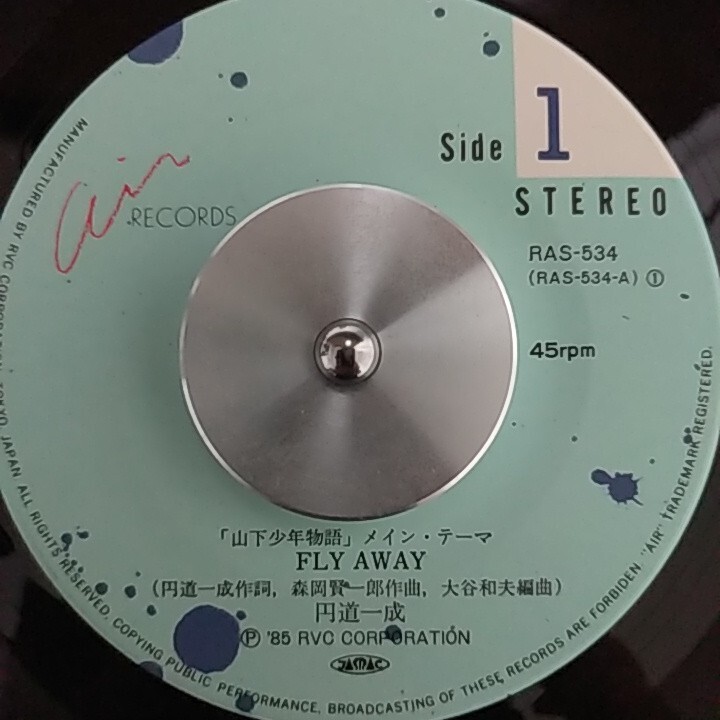 Side 1
STEREO
air RECORDS
RAS-534
(RAS-534-A) ①
45rpm
「山下少年物語」メイン・テーマ
FLY AWAY
(円道一成作詞, 森岡賢一郎作曲, 大谷和夫編曲)
円道一成
Ⓟ '85 RVC CORPORATION
JASRAC
MANUFACTURED BY RVC CORPORATION, TOKYO, JAPAN. ALL RIGHTS RESERVED. COPYING PUBLIC PERFORMANCE, BROADCASTING OF THESE RECORDS ARE FORBIDDEN. "AIR" TRADEMARK REGISTERED.